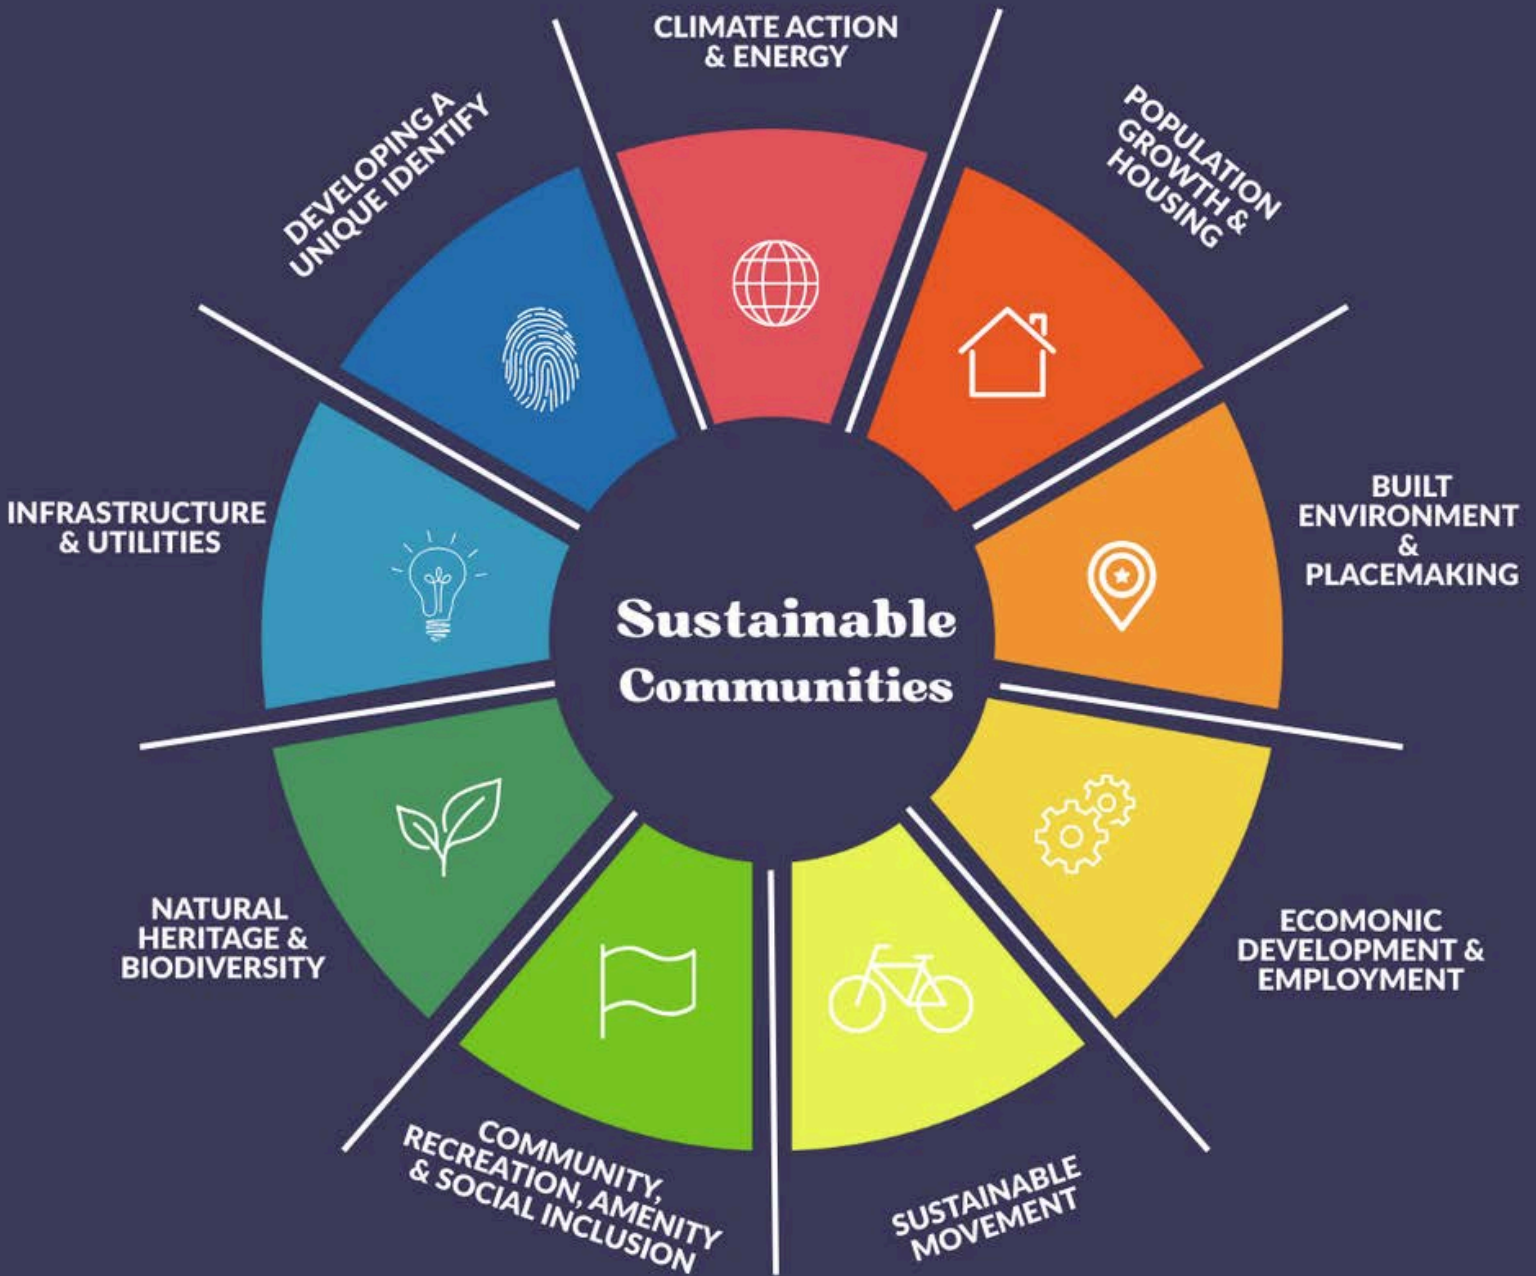 CLIMATE ACTION
& ENERGY
POPULATION
GROWTH &
HOUSING
BUILT
ENVIRONMENT
&
PLACEMAKING
ECOMONIC
DEVELOPMENT &
EMPLOYMENT
SUSTAINABLE
MOVEMENT
COMMUNITY,
RECREATION, AMENITY
& SOCIAL INCLUSION
NATURAL
HERITAGE &
BIODIVERSITY
INFRASTRUCTURE
& UTILITIES
DEVELOPING A
UNIQUE IDENTIFY
Sustainable
Communities